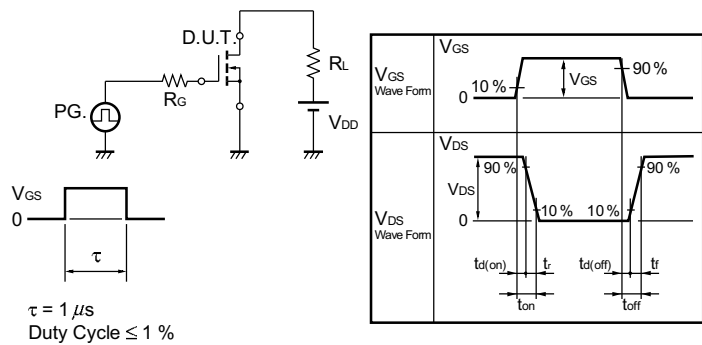 D.U.T.
RL
RG
PG.
VDD
VGS
0
τ
τ = 1 μs
Duty Cycle ≤ 1 %
VGS
Wave Form
VGS
10 %
VGS
90 %
0
VDS
Wave Form
VDS
90 %
VDS
0
10 %
10 %
90 %
td(on)
tr
td(off)
tf
ton
toff